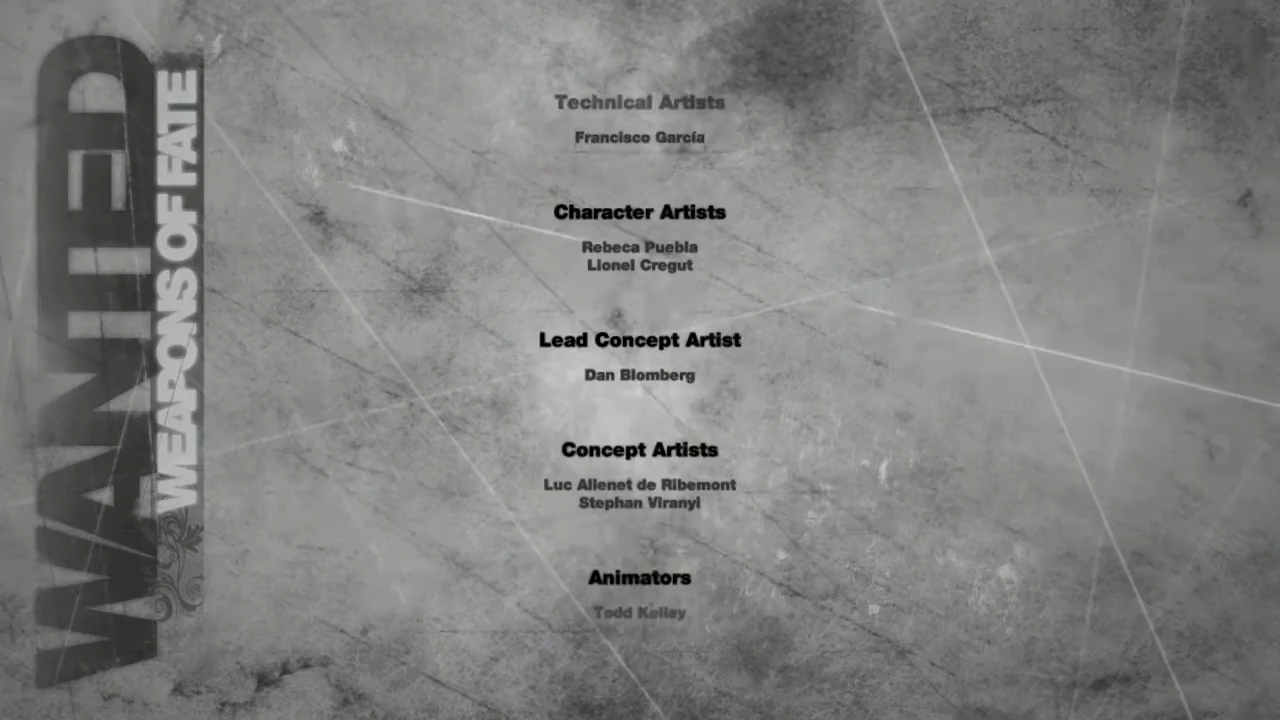 WANTED
WEAPONS OF FATE
Technical Artists
Francisco García
Character Artists
Rebeca Puebla
Lionel Cregut
Lead Concept Artist
Dan Blomberg
Concept Artists
Luc Allenet de Ribemont
Stephan Viranyi
Animators
Todd Kelley